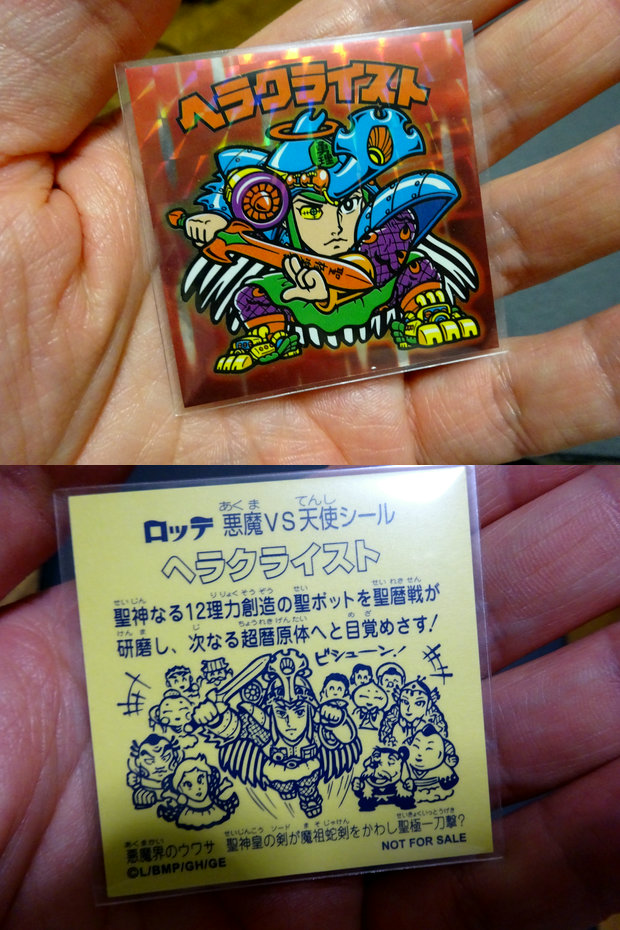 ヘラクライスト
ロッテ 悪魔VS天使シール
あくま てんし
ヘラクライスト
せいじん りりょくそうぞう せい せいれきせん
聖神なる12理力創造の聖ボットを聖暦戦が
けんま じ ちょうれきげんたい めざ
研磨し、次なる超暦原体へと目覚めさす!
ビシューン!
あくまかい せいじんこう ソード まそじゃけん せいきょくいっとうげき
悪魔界のウワサ 聖神皇の剣が魔祖蛇剣をかわし聖極一刀撃?
©L/BMP/GH/GE
NOT FOR SALE